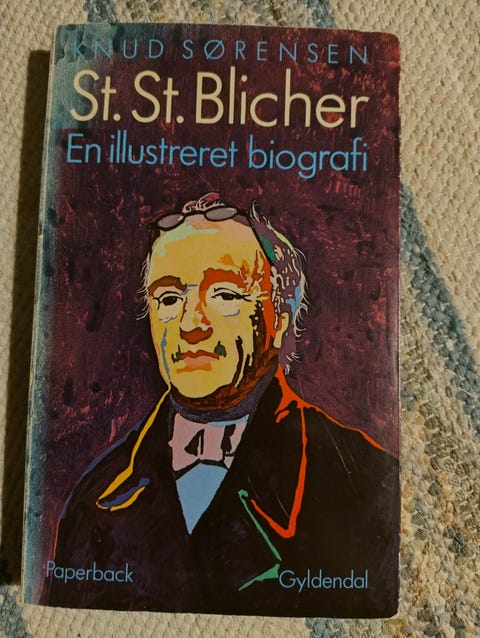 KNUD SØRENSEN
St. St. Blicher
En illustreret biografi
Paperback
Gyldendal